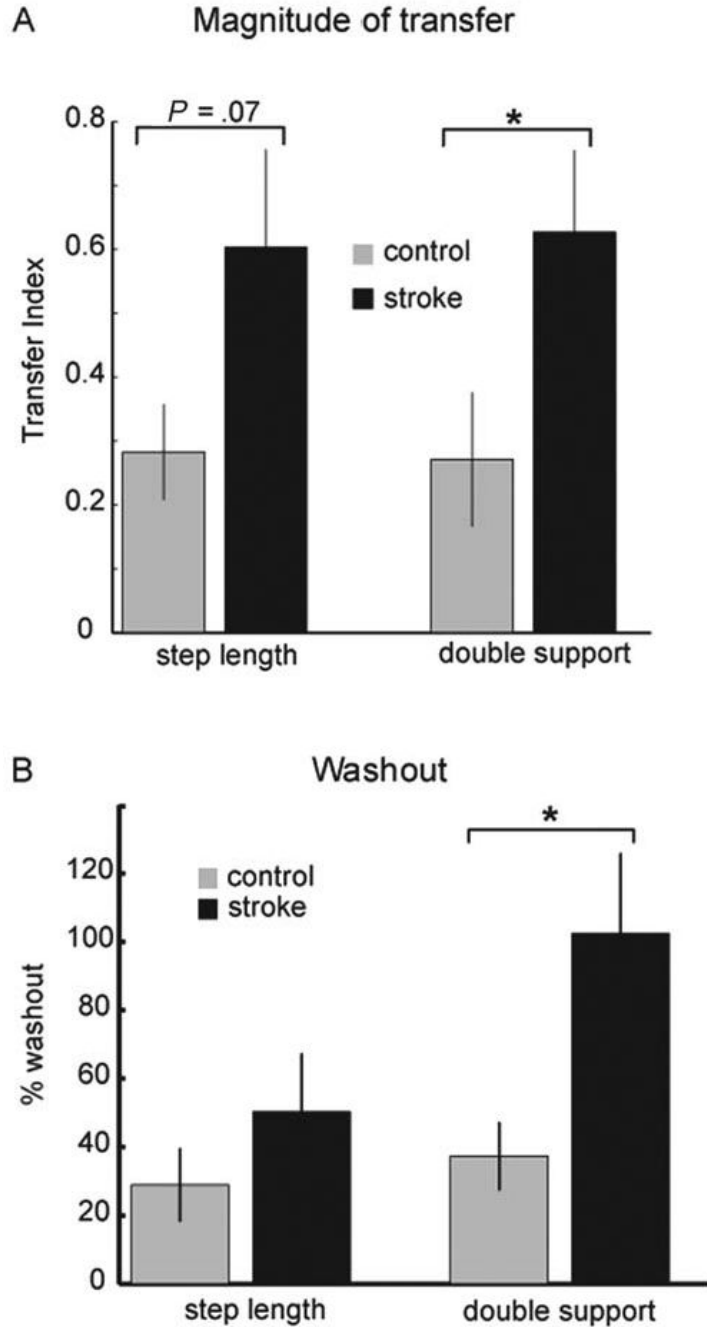 A Magnitude of transfer
0.8
P = .07
*
0.6
control
stroke
Transfer Index
0.4
0.2
0
step length double support
B Washout
*
120
control
stroke
100
80
% washout
60
40
20
0
step length double support